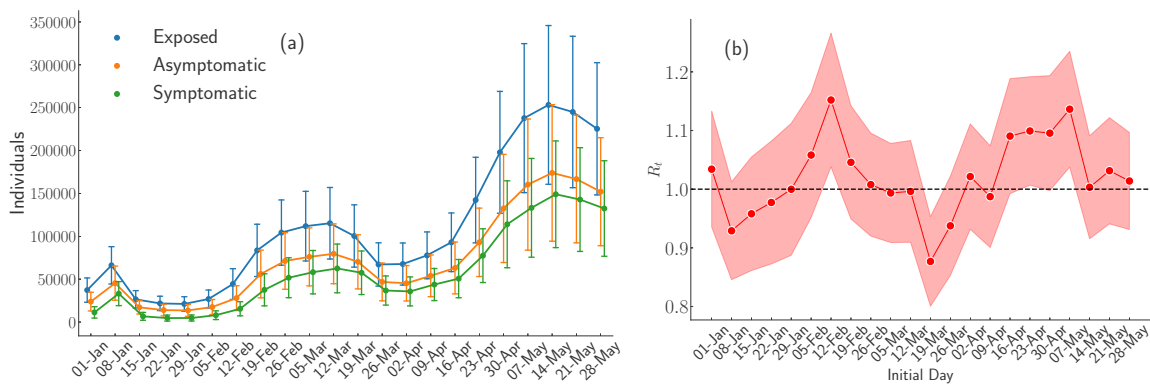 350000
300000
250000
200000
150000
100000
50000
0
Individuals
Exposed
Asymptomatic
Symptomatic
(a)
01-Jan
08-Jan
15-Jan
22-Jan
29-Jan
05-Feb
12-Feb
19-Feb
26-Feb
05-Mar
12-Mar
19-Mar
26-Mar
02-Apr
09-Apr
16-Apr
23-Apr
30-Apr
07-May
14-May
21-May
28-May
(b)
1.2
1.1
1.0
0.9
0.8
Rt
01-Jan
08-Jan
15-Jan
22-Jan
29-Jan
05-Feb
12-Feb
19-Feb
26-Feb
05-Mar
12-Mar
19-Mar
26-Mar
02-Apr
09-Apr
16-Apr
23-Apr
30-Apr
07-May
14-May
21-May
28-May
Initial Day